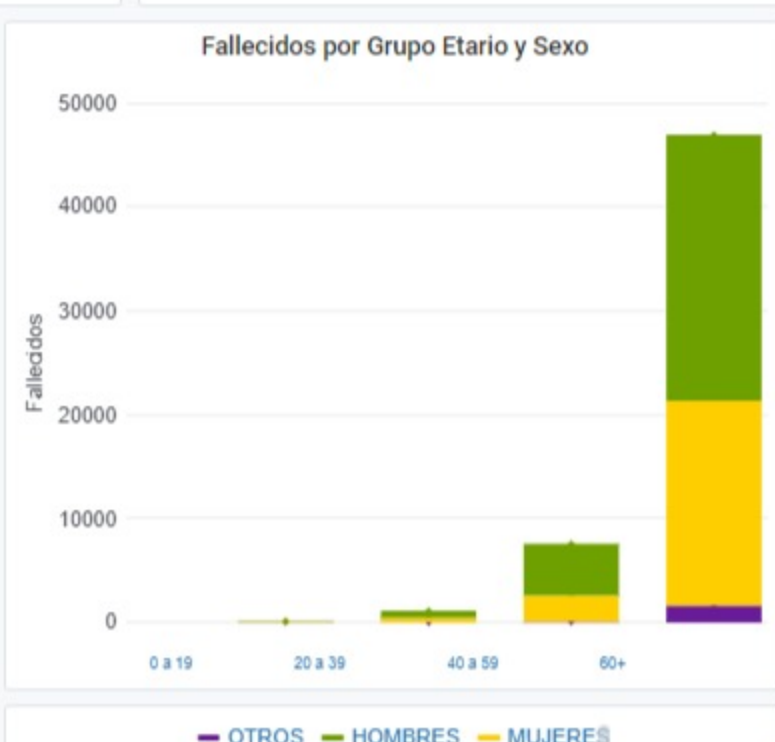 Fallecidos por Grupo Etario y Sexo
50000
40000
30000
20000
10000
0
Fallecidos
0 a 19 20 a 39 40 a 59 60+
OTROS HOMBRES MUJERES